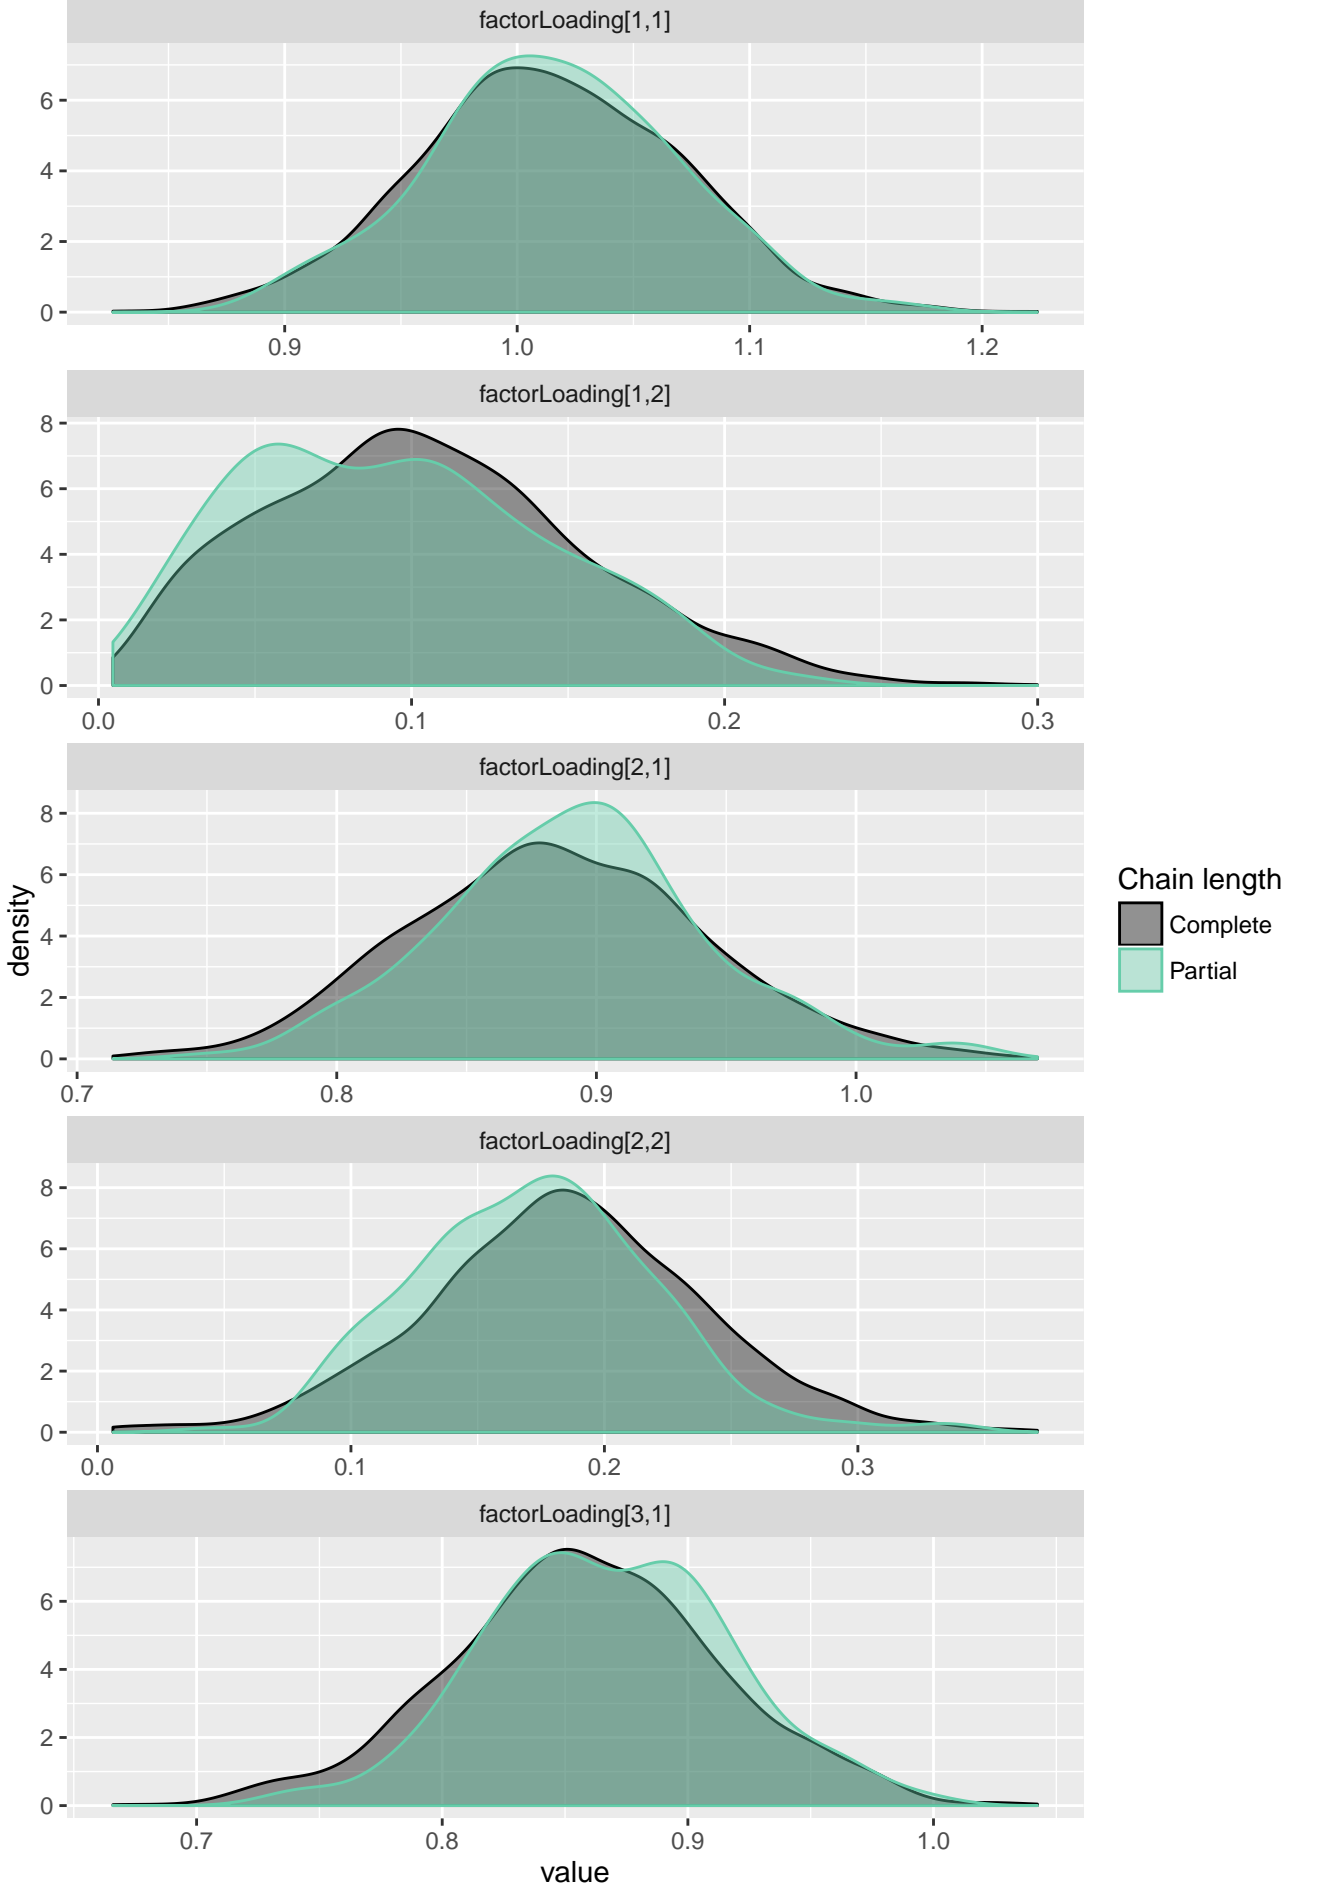 factorLoading[1,1]
6
4
2
0
0.9 1.0 1.1 1.2
factorLoading[1,2]
8
6
4
2
0
0.0 0.1 0.2 0.3
factorLoading[2,1]
8
6
4
2
0
0.7 0.8 0.9 1.0
factorLoading[2,2]
8
6
4
2
0
0.0 0.1 0.2 0.3
factorLoading[3,1]
6
4
2
0
0.7 0.8 0.9 1.0
value
density
Chain length
Complete
Partial